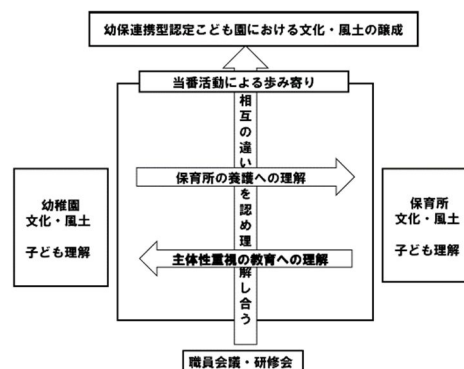 幼保連携型認定こども園における文化・風土の醸成
当番活動による歩み寄り
相互の違いを認め理解し合う
保育所の養護への理解
幼稚園
文化・風土
子ども理解
保育所
文化・風土
子ども理解
主体性重視の教育への理解
職員会議・研修会